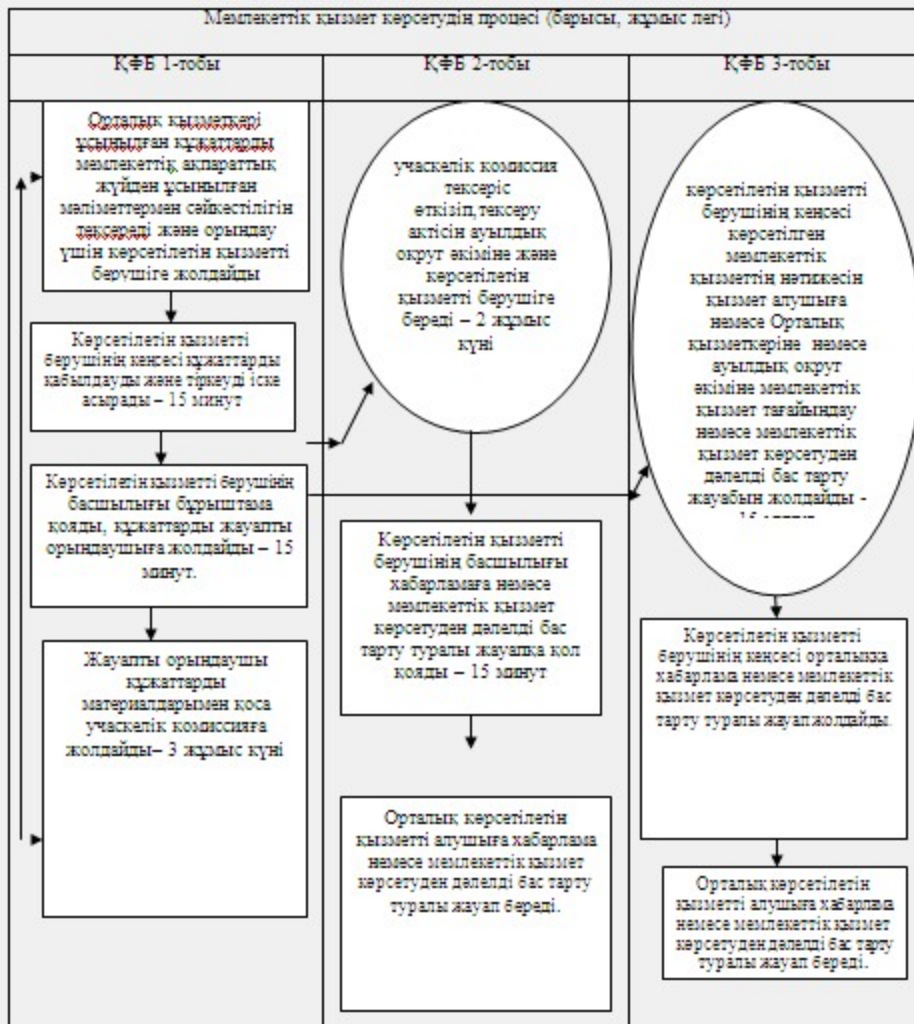 Мемлекеттік қызмет көрсетудің процесі (барысы, жұмыс легі)
ҚФБ 1-тобы
ҚФБ 2-тобы
ҚФБ 3-тобы
Орталық қызметкері
ұсынылған құжаттарды
мемлекеттік ақпараттық
жүйден ұсынылған
мәліметтермен сәйкестілігін
тексереді және орындау
үшін көрсетілетін қызметті
берушіге жолдайды
Көрсетілетін қызметті
берушінің кеңсесі құжаттарды
қабылдауды және тіркеуді іске
асырады – 15 минут
Көрсетілетін қызметті берушінің
басшылығы бұрыштама
қояды, құжаттарды жауапты
орындаушыға жолдайды – 15
минут.
Жауапты орындаушы
құжаттарды
материалдарымен қоса
учаскелік комиссияға
жолдайды– 3 жұмыс күні
учаскелік комиссия
тексеріс
өткізіп,тексеру
актісін ауылдық
округ әкіміне және
көрсетілетін
қызметті берушіге
береді – 2 жұмыс
күні
Көрсетілетін қызметті
берушінің басшылығы
хабарламаға немесе
мемлекеттік қызмет
көрсетуден дәлелді бас
тарту туралы жауапқа қол
қояды – 15 минут
Орталық көрсетілетін
қызметті алушыға хабарлама
немесе мемлекеттік қызмет
көрсетуден дәлелді бас тарту
туралы жауап береді.
көрсетілетін қызметті
берушінің кеңсесі
көрсетілген
мемлекеттік
қызметтің нәтижесін
қызмет алушыға
немесе Орталық
қызметкеріне немесе
ауылдық округ
әкіміне мемлекеттік
қызмет тағайындау
немесе мемлекеттік
қызмет көрсетуден
дәлелді бас тарту
жауабын жолдайды -
Көрсетілетін қызметті
берушінің кеңсесі орталыққа
хабарлама немесе мемлекеттік
қызмет көрсетуден дәлелді бас
тарту туралы жауап жолдайды.
Орталық көрсетілетін
қызметті алушыға хабарлама
немесе мемлекеттік қызмет
көрсетуден дәлелді бас тарту
туралы жауап береді.